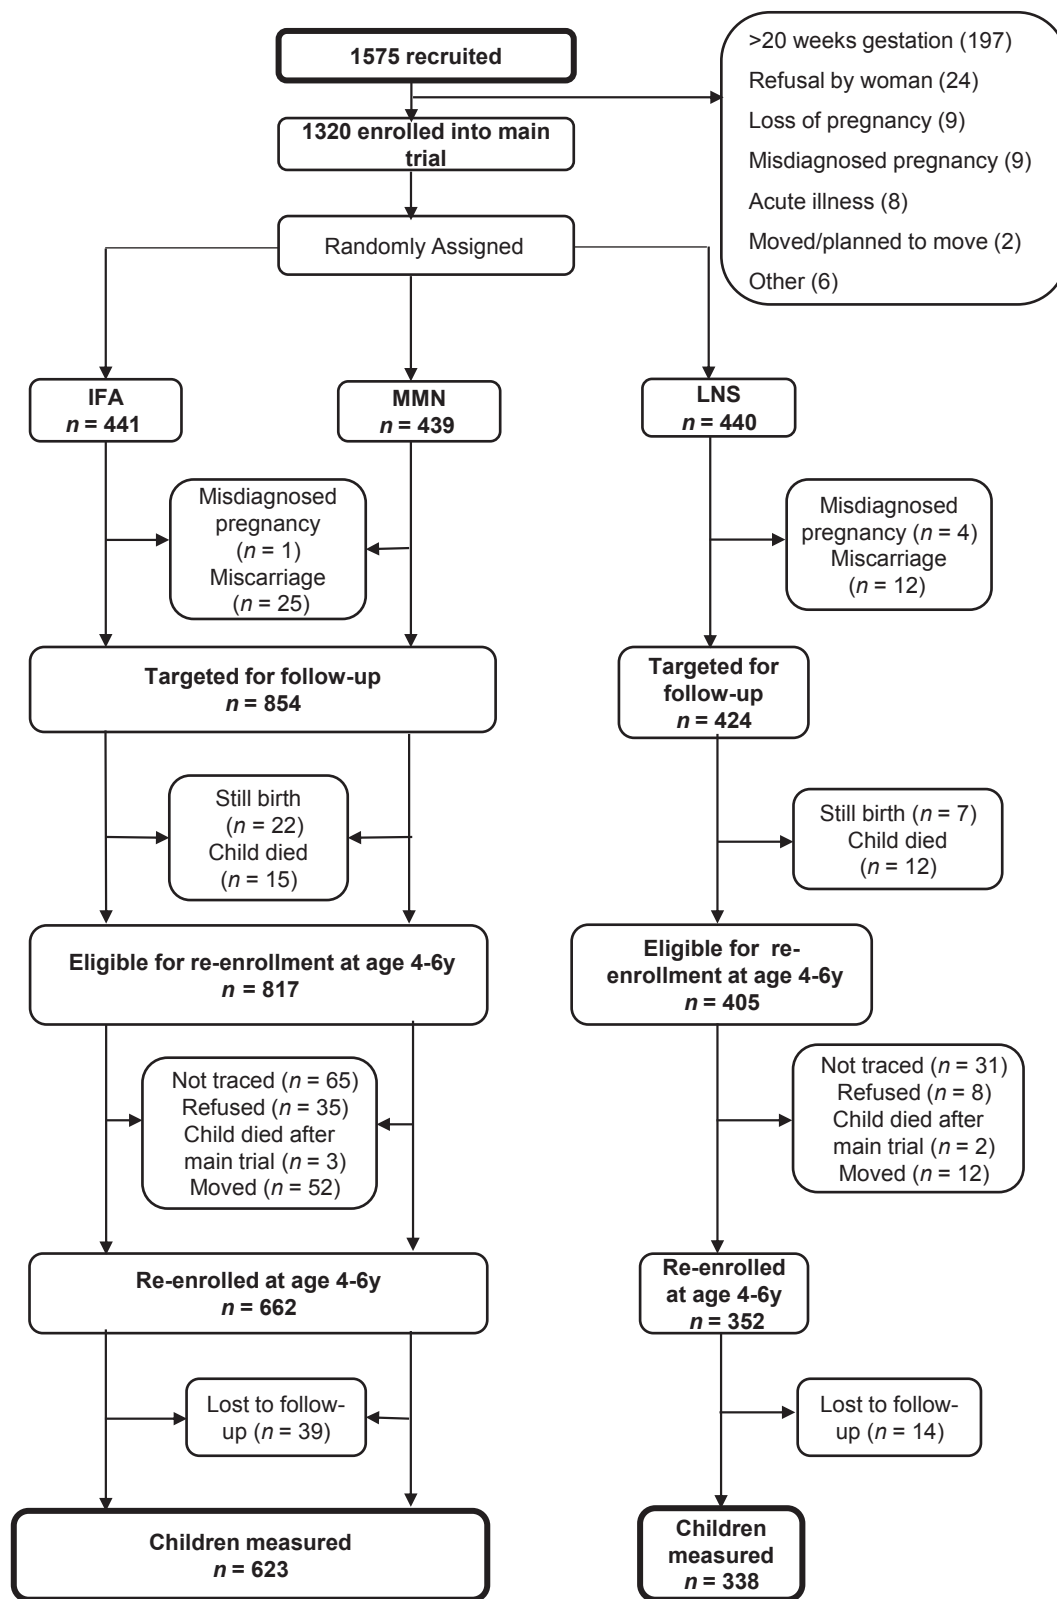 1575 recruited
>20 weeks gestation (197)
Refusal by woman (24)
Loss of pregnancy (9)
Misdiagnosed pregnancy (9)
Acute illness (8)
Moved/planned to move (2)
Other (6)
1320 enrolled into main
trial
Randomly Assigned
IFA
n = 441
MMN
n = 439
LNS
n = 440
Misdiagnosed
pregnancy
(n = 1)
Miscarriage
(n = 25)
Misdiagnosed
pregnancy (n = 4)
Miscarriage
(n = 12)
Targeted for follow-up
n = 854
Targeted for
follow-up
n = 424
Still birth
(n = 22)
Child died
(n = 15)
Still birth (n = 7)
Child died
(n = 12)
Eligible for re-enrollment at age 4-6y
n = 817
Eligible for re-
enrollment at age 4-6y
n = 405
Not traced (n = 65)
Refused (n = 35)
Child died after
main trial (n = 3)
Moved (n = 52)
Not traced (n = 31)
Refused (n = 8)
Child died after
main trial (n = 2)
Moved (n = 12)
Re-enrolled at age 4-6y
n = 662
Re-enrolled
at age 4-6y
n = 352
Lost to follow-
up (n = 39)
Lost to follow-
up (n = 14)
Children measured
n = 623
Children
measured
n = 338